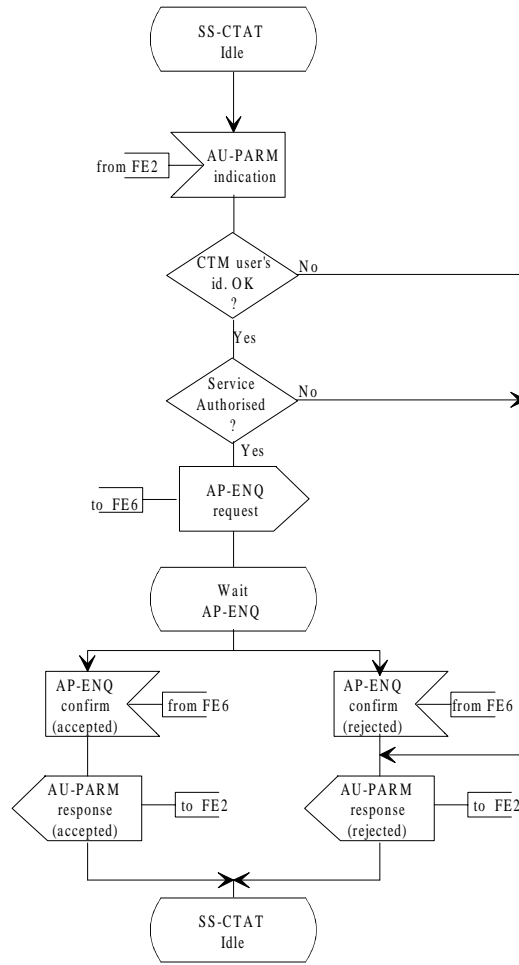 SS-CTAT
Idle
from FE2
AU-PARM
indication
CTM user's
id. OK
?
No
Yes
Service
Authorised
?
No
Yes
to FE6
AP-ENQ
request
Wait
AP-ENQ
AP-ENQ
confirm
(accepted)
from FE6
AP-ENQ
confirm
(rejected)
from FE6
AU-PARM
response
(accepted)
to FE2
AU-PARM
response
(rejected)
to FE2
SS-CTAT
Idle